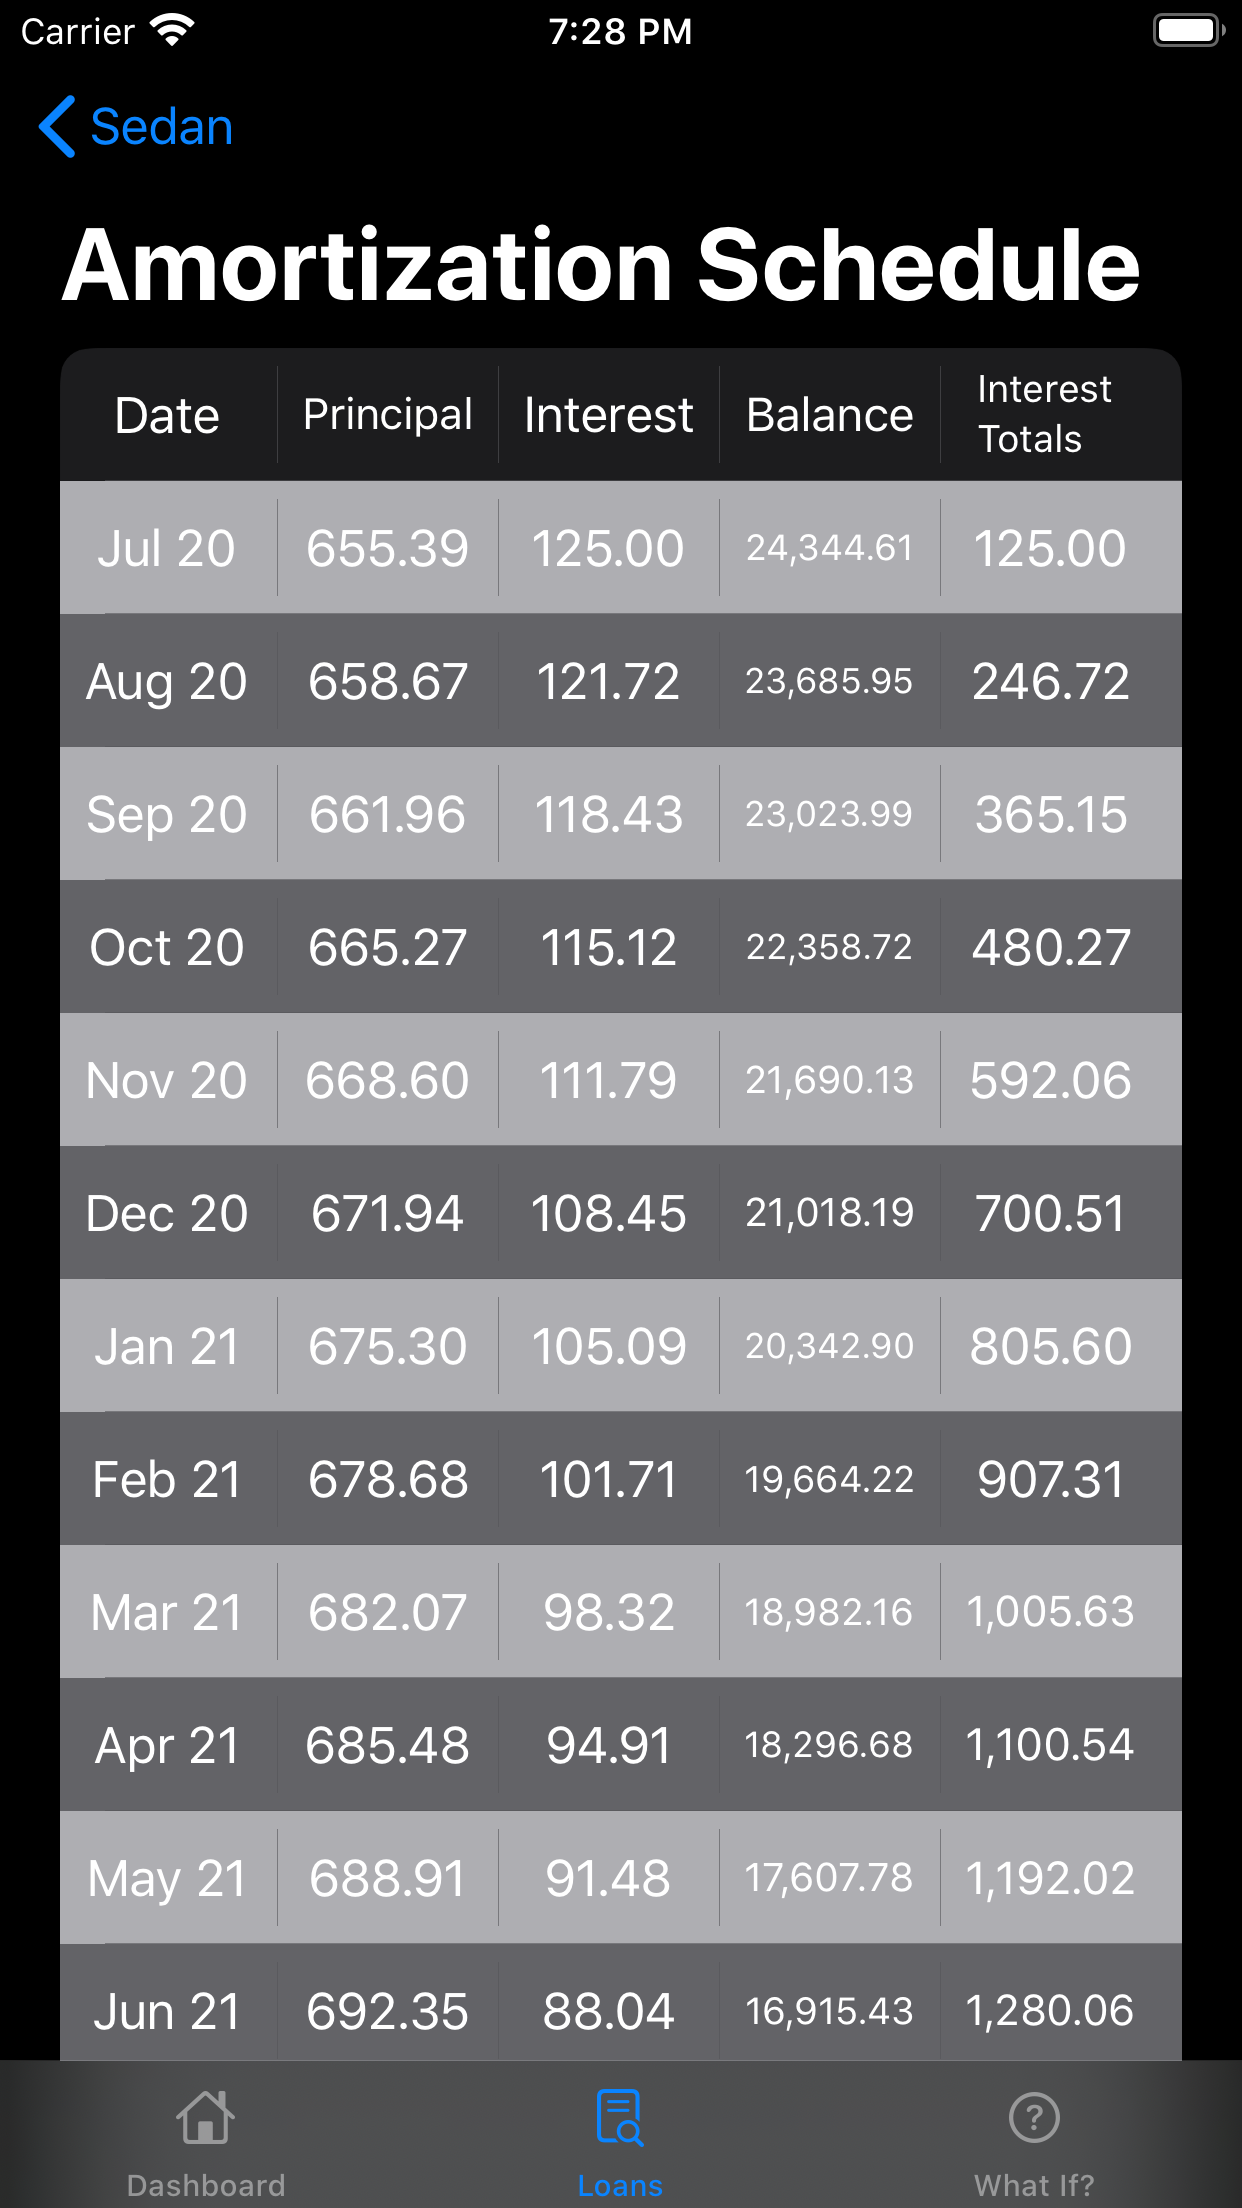 Carrier 7:28 PM
Sedan
Amortization Schedule
Date Principal Interest Balance Interest Totals
Jul 20 655.39 125.00 24,344.61 125.00
Aug 20 658.67 121.72 23,685.95 246.72
Sep 20 661.96 118.43 23,023.99 365.15
Oct 20 665.27 115.12 22,358.72 480.27
Nov 20 668.60 111.79 21,690.13 592.06
Dec 20 671.94 108.45 21,018.19 700.51
Jan 21 675.30 105.09 20,342.90 805.60
Feb 21 678.68 101.71 19,664.22 907.31
Mar 21 682.07 98.32 18,982.16 1,005.63
Apr 21 685.48 94.91 18,296.68 1,100.54
May 21 688.91 91.48 17,607.78 1,192.02
Jun 21 692.35 88.04 16,915.43 1,280.06
Dashboard Loans What If?